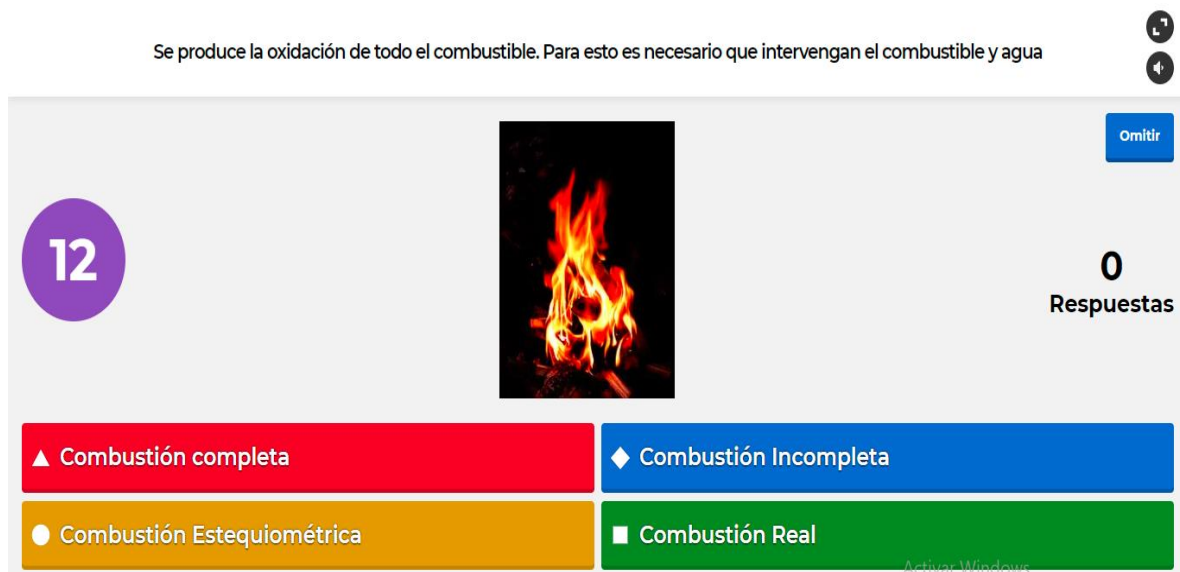 Se produce la oxidación de todo el combustible. Para esto es necesario que intervengan el combustible y agua
Omitir
12
0
Respuestas
Combustión completa
Combustión Incompleta
Combustión Estequiométrica
Combustión Real
Activar Windows